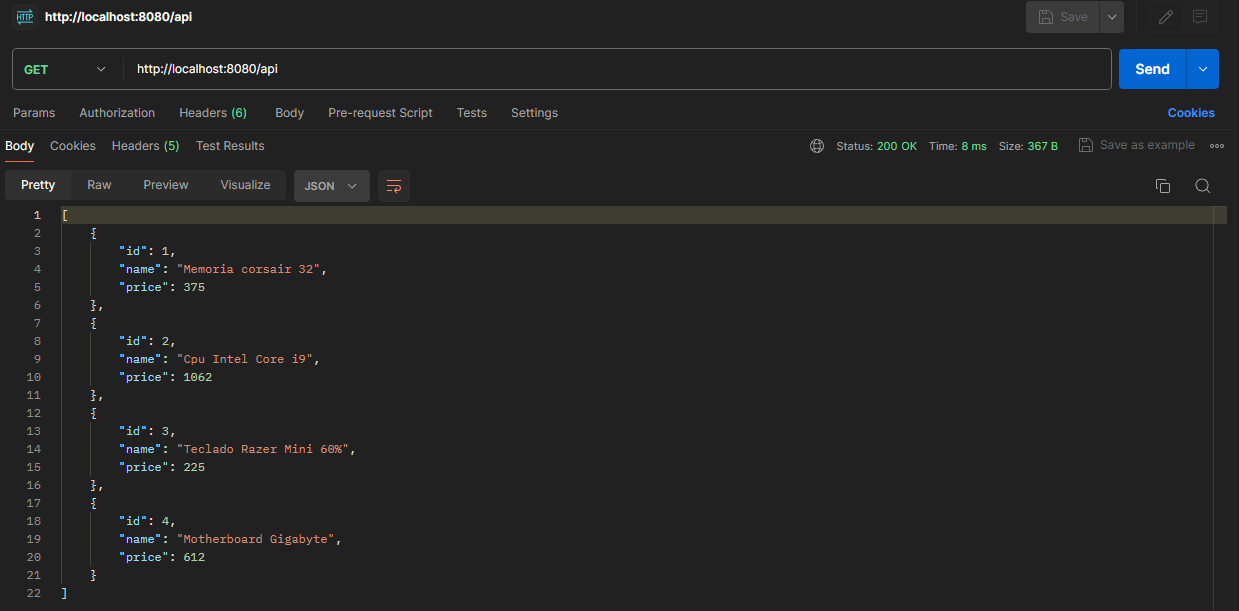 HTTP http://localhost:8080/api Save
GET http://localhost:8080/api Send
Params Authorization Headers (6) Body Pre-request Script Tests Settings Cookies
Body Cookies Headers (5) Test Results Status: 200 OK Time: 8 ms Size: 367 B Save as example
Pretty Raw Preview Visualize JSON
1 [
2 {
3 "id": 1,
4 "name": "Memoria corsair 32",
5 "price": 375
6 },
7 {
8 "id": 2,
9 "name": "Cpu Intel Core i9",
10 "price": 1062
11 },
12 {
13 "id": 3,
14 "name": "Teclado Razer Mini 60%",
15 "price": 225
16 },
17 {
18 "id": 4,
19 "name": "Motherboard Gigabyte",
20 "price": 612
21 }
22 ]